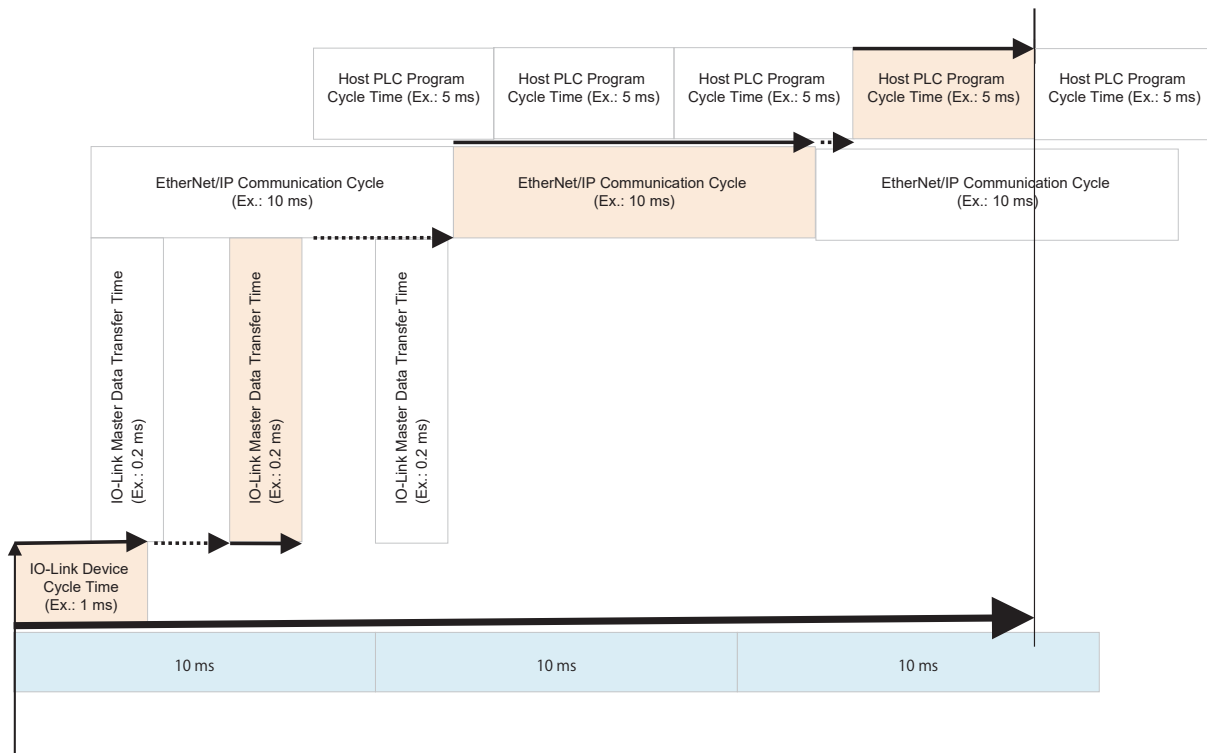 Host PLC Program
Cycle Time (Ex.: 5 ms)
Host PLC Program
Cycle Time (Ex.: 5 ms)
Host PLC Program
Cycle Time (Ex.: 5 ms)
Host PLC Program
Cycle Time (Ex.: 5 ms)
Host PLC Program
Cycle Time (Ex.: 5 ms)
EtherNet/IP Communication Cycle
(Ex.: 10 ms)
EtherNet/IP Communication Cycle
(Ex.: 10 ms)
EtherNet/IP Communication Cycle
(Ex.: 10 ms)
IO-Link Master Data Transfer Time
(Ex.: 0.2 ms)
IO-Link Master Data Transfer Time
(Ex.: 0.2 ms)
IO-Link Master Data Transfer Time
(Ex.: 0.2 ms)
IO-Link Device
Cycle Time
(Ex.: 1 ms)
10 ms
10 ms
10 ms